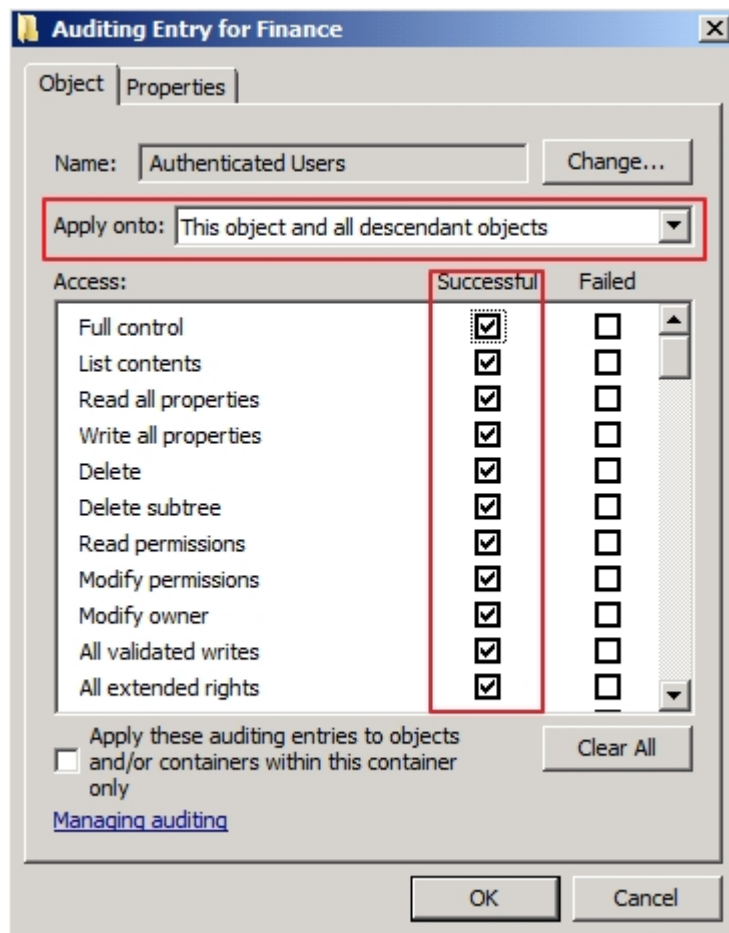 Auditing Entry for Finance
Object Properties
Name: Authenticated Users Change...
Apply onto: This object and all descendant objects
Access: Successful Failed
Full control
List contents
Read all properties
Write all properties
Delete
Delete subtree
Read permissions
Modify permissions
Modify owner
All validated writes
All extended rights
Apply these auditing entries to objects
and/or containers within this container
only
Clear All
Managing auditing
OK Cancel